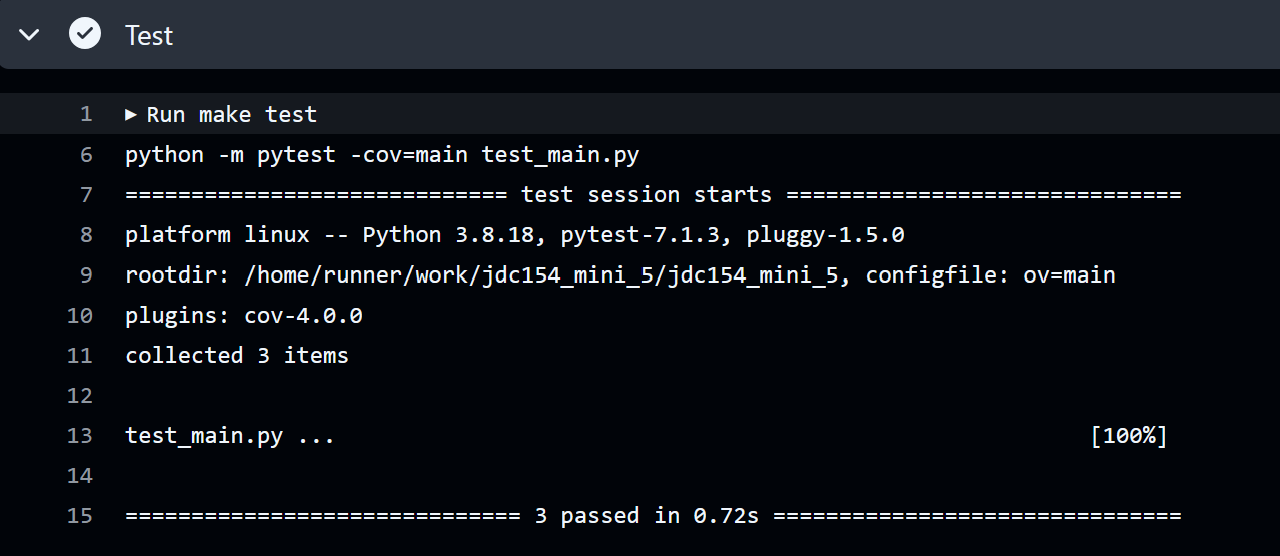 Test
1 ▶ Run make test
6 python -m pytest -cov=main test_main.py
7 ============================= test session starts ==============================
8 platform linux -- Python 3.8.18, pytest-7.1.3, pluggy-1.5.0
9 rootdir: /home/runner/work/jdc154_mini_5/jdc154_mini_5, configfile: ov=main
10 plugins: cov-4.0.0
11 collected 3 items
12
13 test_main.py ... [100%]
14
15 ============================== 3 passed in 0.72s ===============================